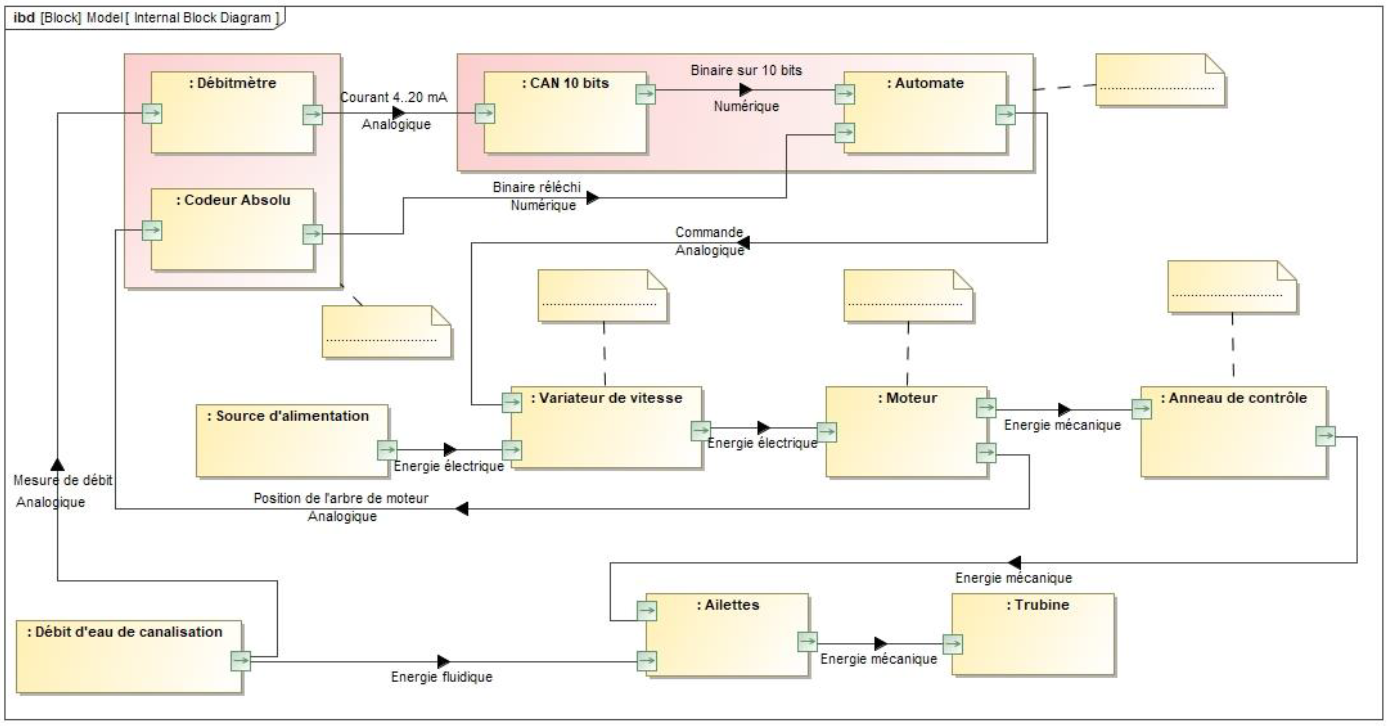 ibd [Block] Model [ Internal Block Diagram ]
: Débitmètre
Courant 4..20 mA
Analogique
: CAN 10 bits
Binaire sur 10 bits
Numérique
: Automate
..............................
: Codeur Absolu
Binaire réléchi
Numérique
Commande
Analogique
..............................
..............................
..............................
..............................
: Source d'alimentation
Energie électrique
: Variateur de vitesse
Energie électrique
: Moteur
Energie mécanique
: Anneau de contrôle
Mesure de débit
Analogique
Position de l'arbre de moteur
Analogique
Energie mécanique
: Débit d'eau de canalisation
Energie fluidique
: Ailettes
Energie mécanique
: Trubine